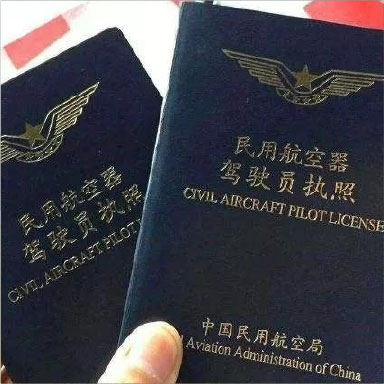 民用航空器
驾驶员执照
CIVIL AIRCRAFT PILOT
民用航空器
驾驶员执照
CIVIL AIRCRAFT PILOT LICENSE
中国民用航空局
Aviation Administration of China